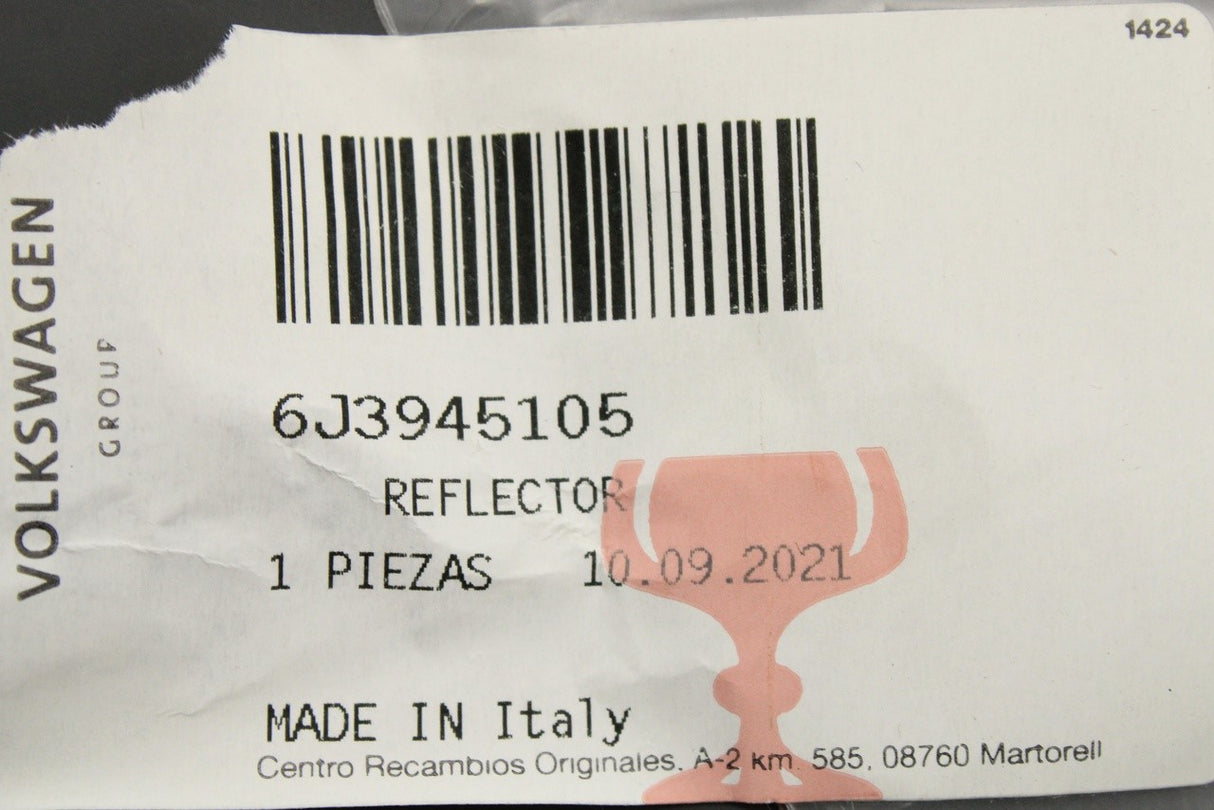 1424
VOLKSWAGEN
GROUP
6J3945105
REFLECTOR
1 PIEZAS 10.09.2021
MADE IN Italy
Centro Recambios Originales. A-2 km. 585, 08760 Martorell